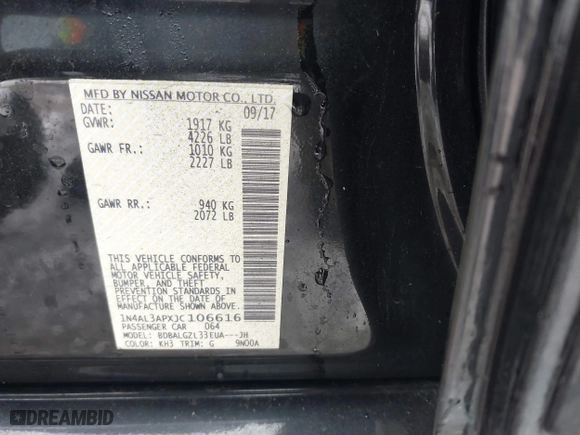 MFD BY NISSAN MOTOR CO., LTD.
DATE: 09/17
GVWR: 1917 KG
4226 LB
GAWR FR.: 1010 KG
2227 LB
GAWR RR.: 940 KG
2072 LB
THIS VEHICLE CONFORMS TO
ALL APPLICABLE FEDERAL
MOTOR VEHICLE SAFETY,
BUMPER, AND THEFT
PREVENTION STANDARDS
IN EFFECT ON THE DATE OF
MANUFACTURE SHOWN ABOVE.
1N4AL3APXJC106616
PASSENGER CAR 064
MODEL: BDBALGZL33EUA---JH
COLOR: KH3 TRIM: G 9N00A
DREAMBID